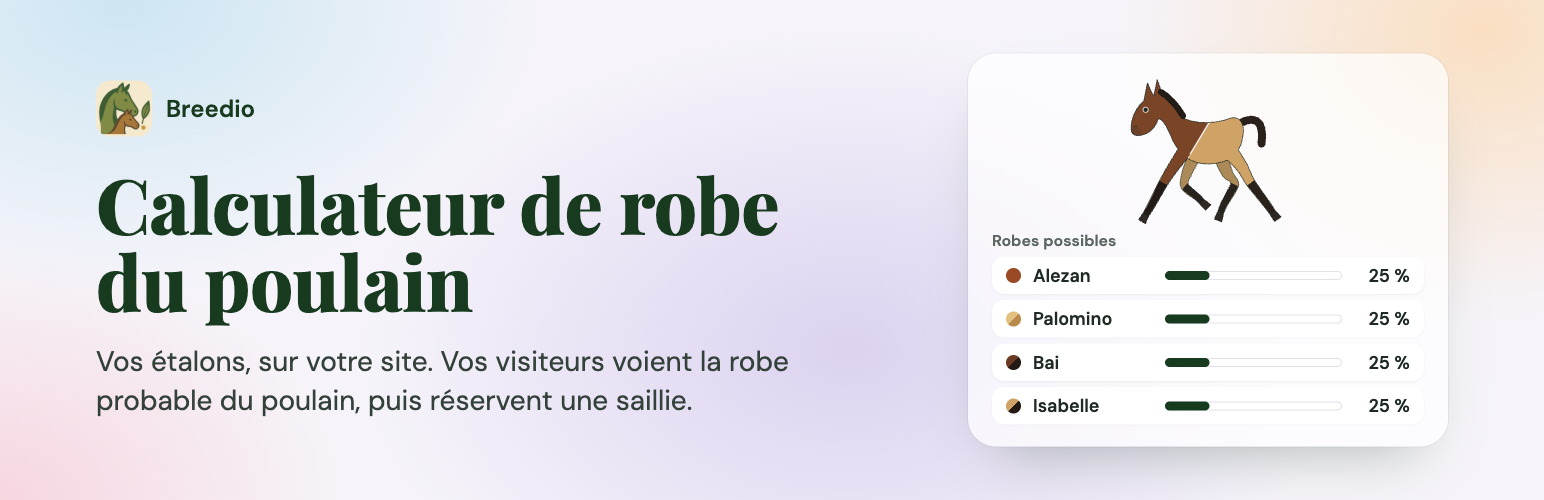 Breedio
Calculateur de robe
du poulain
Vos étalons, sur votre site. Vos visiteurs voient la robe
probable du poulain, puis réservent une saillie.
Robes possibles
Alezan 25 %
Palomino 25 %
Bai 25 %
Isabelle 25 %